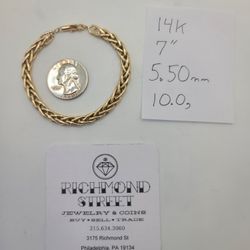 14K
7"
5.50mm
10.0g
RICHMOND
STREET
JEWELRY & COINS
BUY • SELL • TRADE
215.634.3960
3175 Richmond St
Philadelphia, PA 19134